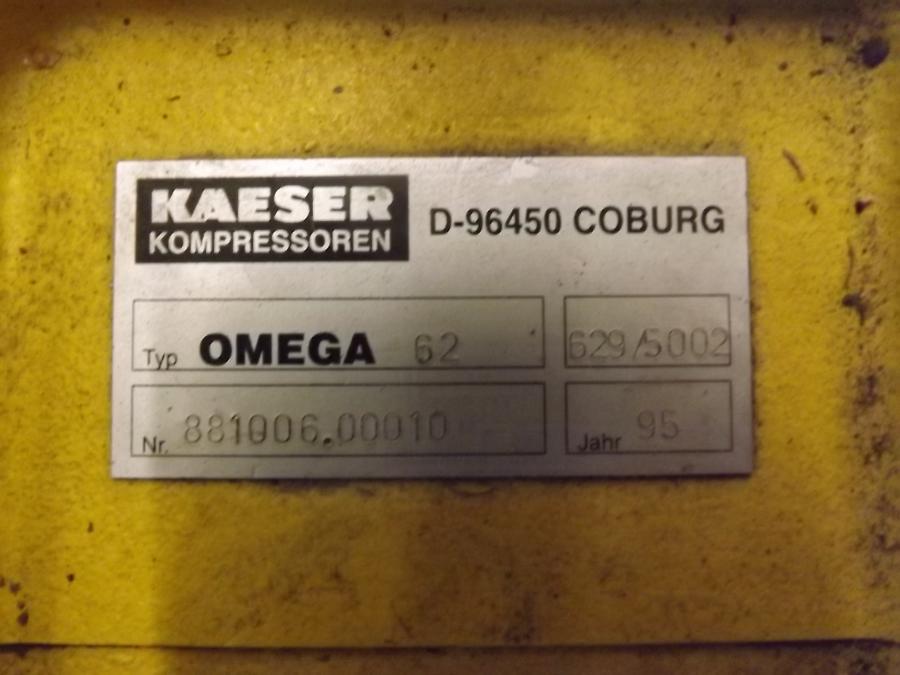 KAESER
KOMPRESSOREN
D-96450 COBURG
Typ OMEGA 62
629/5002
Nr. 881006.00010
Jahr 95